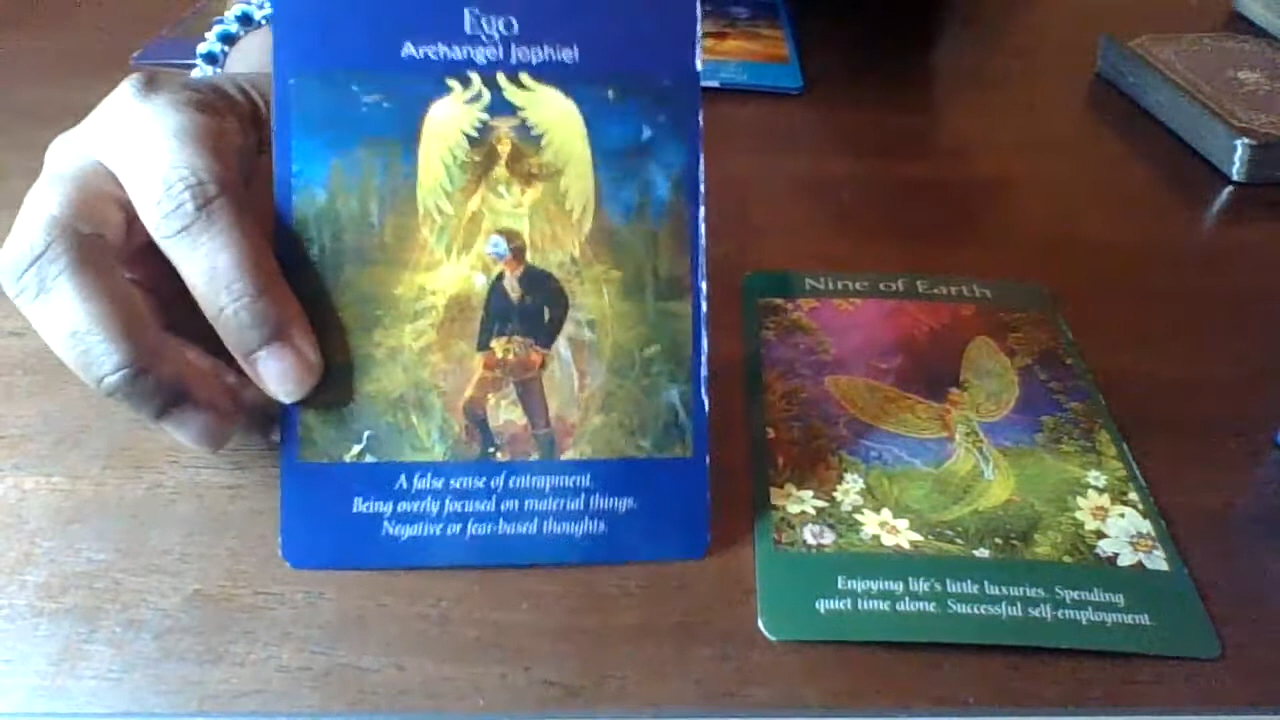 Ego
Archangel Jophiel
A false sense of entrapment.
Being overly focused on material things.
Negative or fear-based thoughts.
Nine of Earth
Enjoying life's little luxuries. Spending
quiet time alone. Successful self-employment.